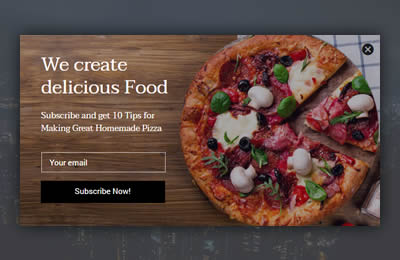 We create
delicious Food
Subscribe and get 10 Tips for
Making Great Homemade Pizza
Your email
Subscribe Now!